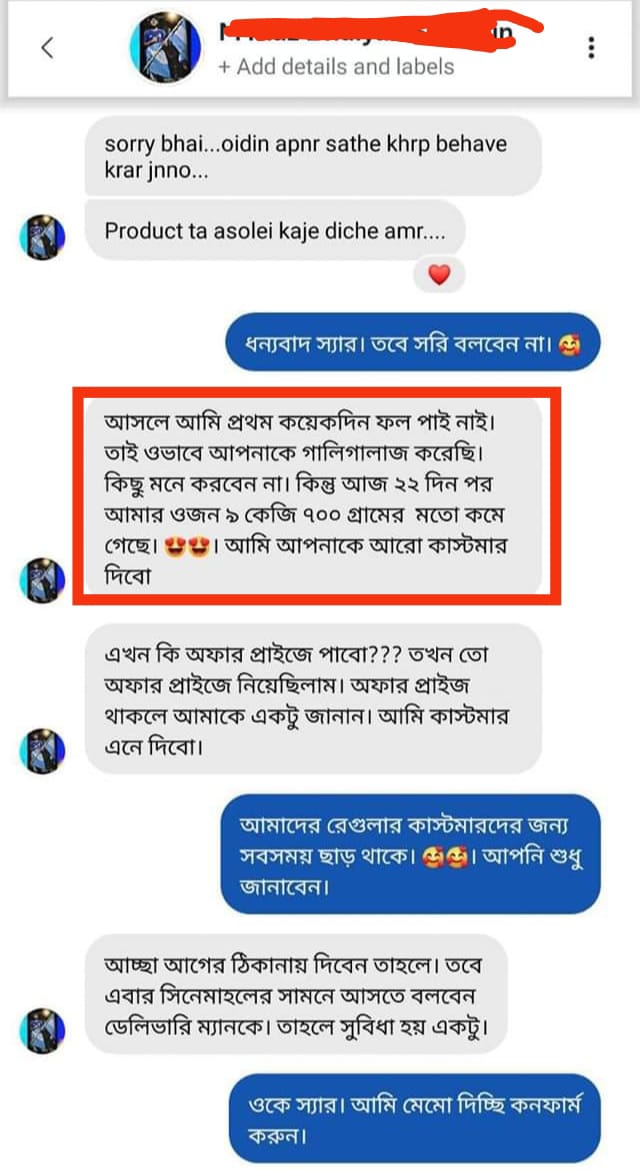 + Add details and labels
sorry bhai...oidin apnr sathe khrp behave
krar jnno...
Product ta asolei kaje diche amr....
ধন্যবাদ স্যার। তবে সরি বলবেন না। 🥰
আসলে আমি প্রথম কয়েকদিন ফল পাই নাই।
তাই ওভাবে আপনাকে গালিগালাজ করেছি।
কিছু মনে করবেন না। কিন্তু আজ ২২ দিন পর
আমার ওজন ৯ কেজি ৭০০ গ্রামের মতো কমে
গেছে। 😍😍। আমি আপনাকে আরো কাস্টমার
দিবো
এখন কি অফার প্রাইজে পাবো??? তখন তো
অফার প্রাইজে নিয়েছিলাম। অফার প্রাইজ
থাকলে আমাকে একটু জানান। আমি কাস্টমার
এনে দিবো।
আমাদের রেগুলার কাস্টমারদের জন্য
সবসময় ছাড় থাকে। 🥰🥰। আপনি শুধু
জানাবেন।
আচ্ছা আগের ঠিকানায় দিবেন তাহলে। তবে
এবার সিনেমাহলের সামনে আসতে বলবেন
ডেলিভারি ম্যানকে। তাহলে সুবিধা হয় একটু।
ওকে স্যার। আমি মেমো দিচ্ছি কনফার্ম
করুন।